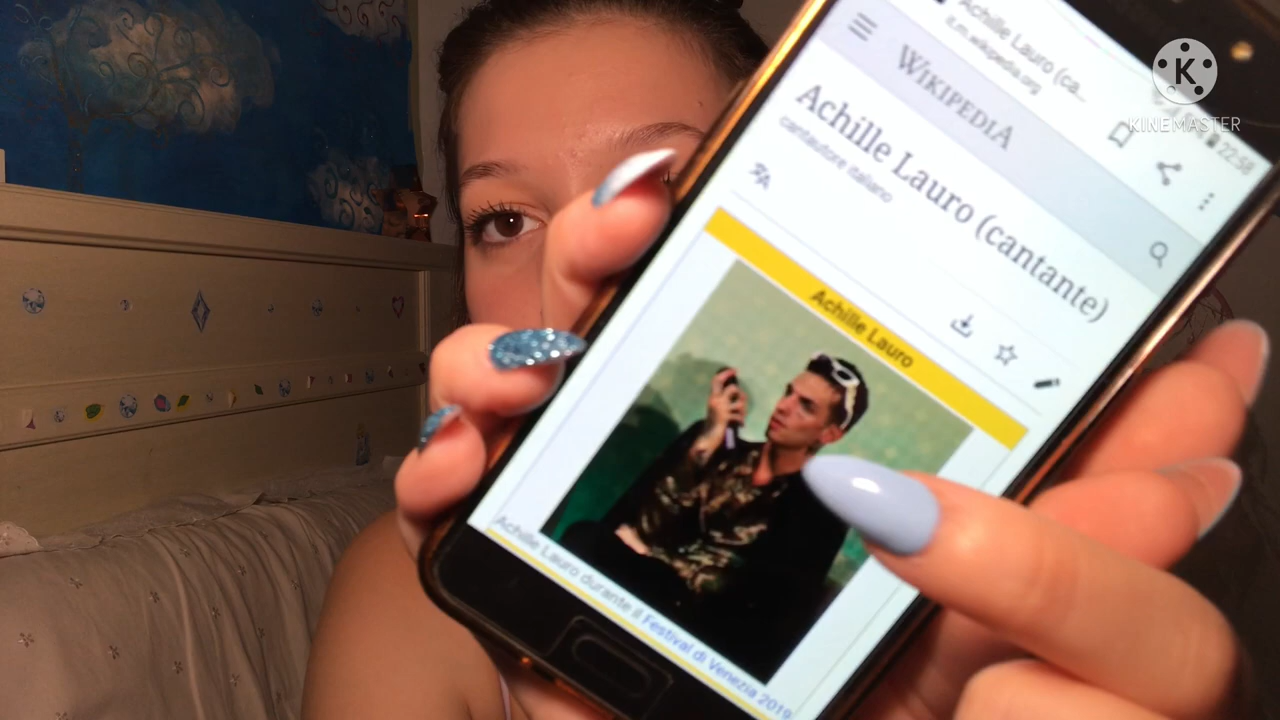 Achille Lauro (ca...
it.m.wikipedia.org
22:58
WIKIPEDIA
Achille Lauro (cantante)
cantautore italiano
Achille Lauro
Achille Lauro durante il Festival di Venezia 2019
K
KINEMASTER